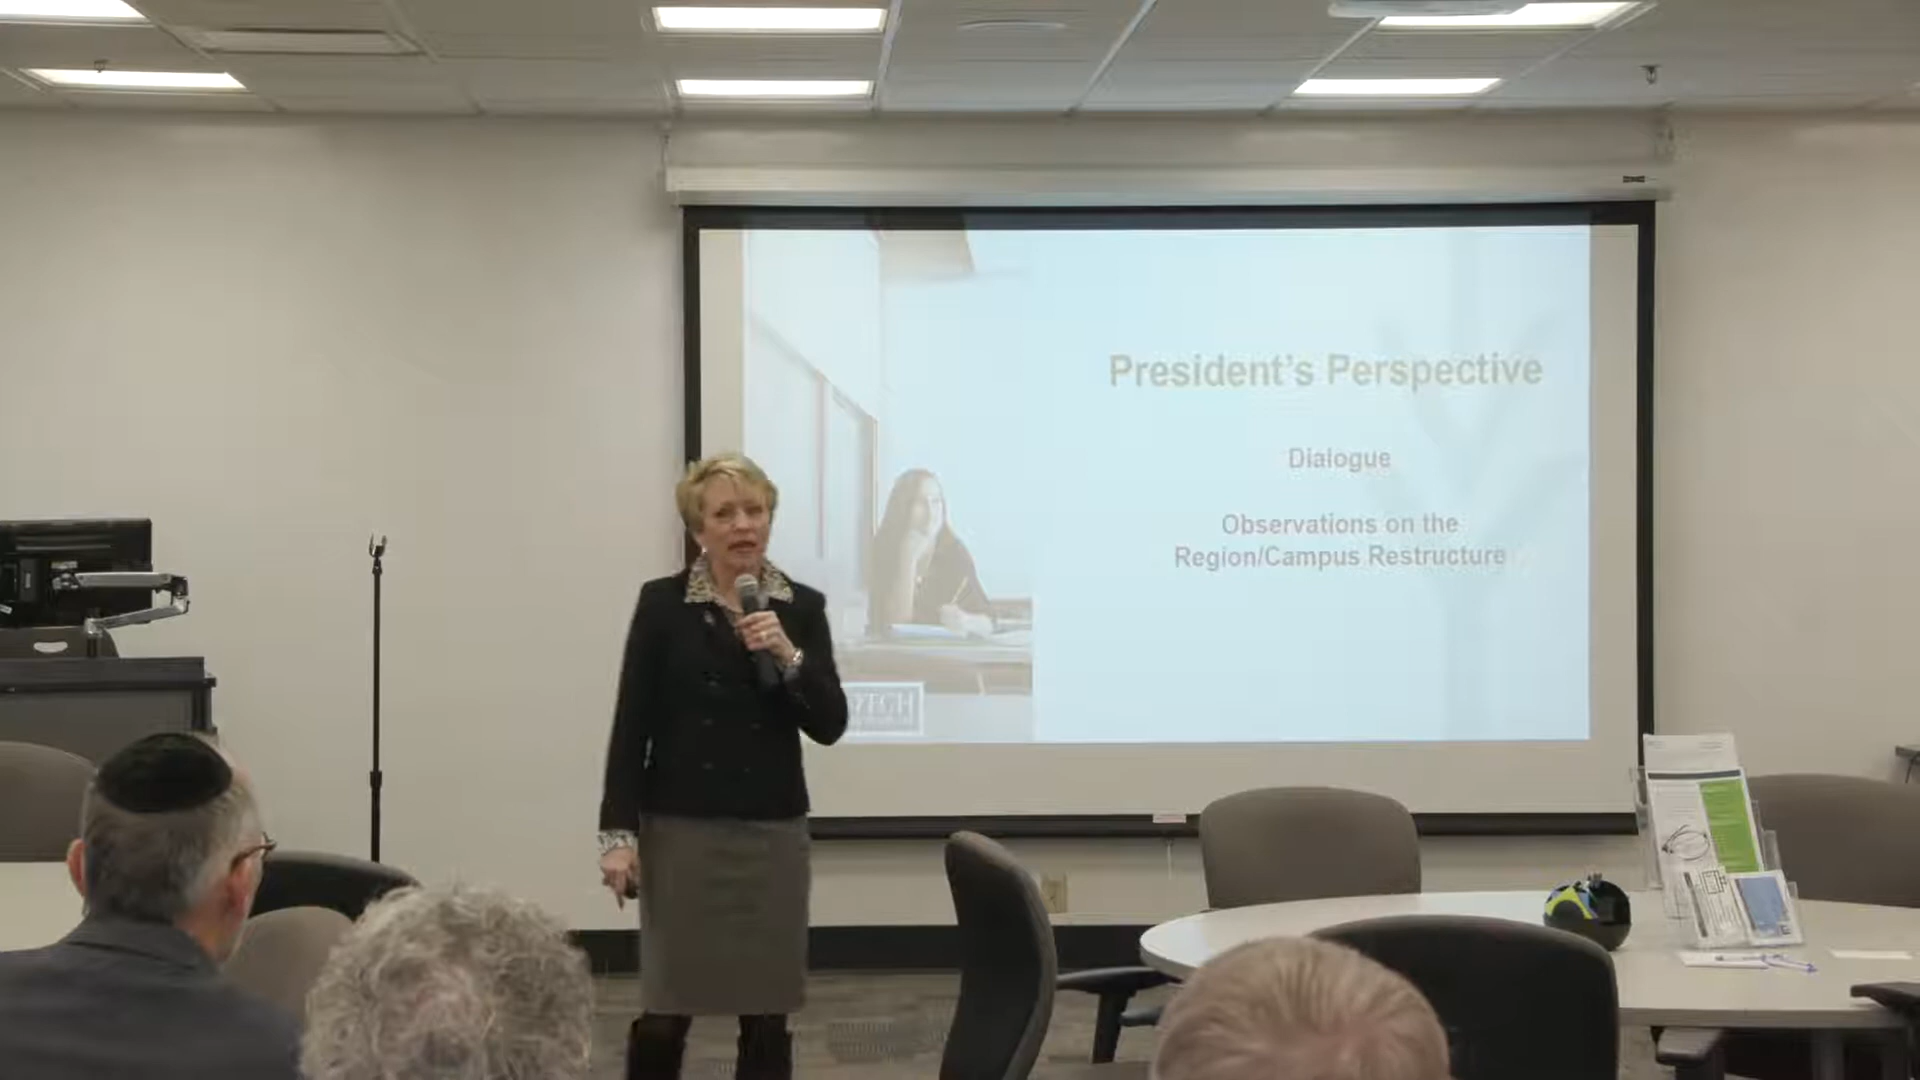 President's Perspective
Dialogue
Observations on the
Region/Campus Restructure